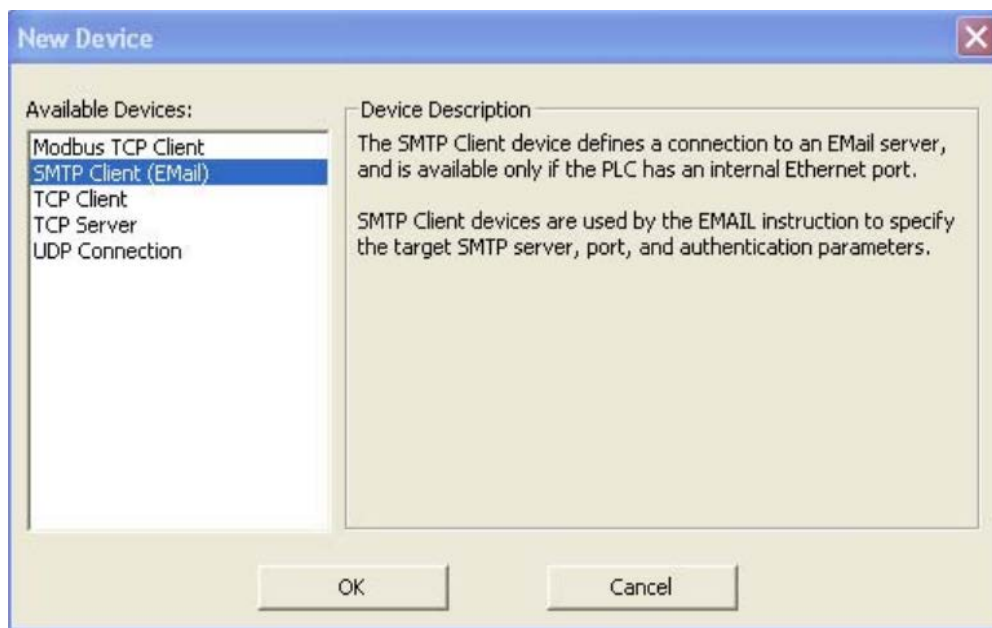 New Device
Available Devices:
Modbus TCP Client
SMTP Client (EMail)
TCP Client
TCP Server
UDP Connection
Device Description
The SMTP Client device defines a connection to an EMail server,
and is available only if the PLC has an internal Ethernet port.
SMTP Client devices are used by the EMAIL instruction to specify
the target SMTP server, port, and authentication parameters.
OK
Cancel